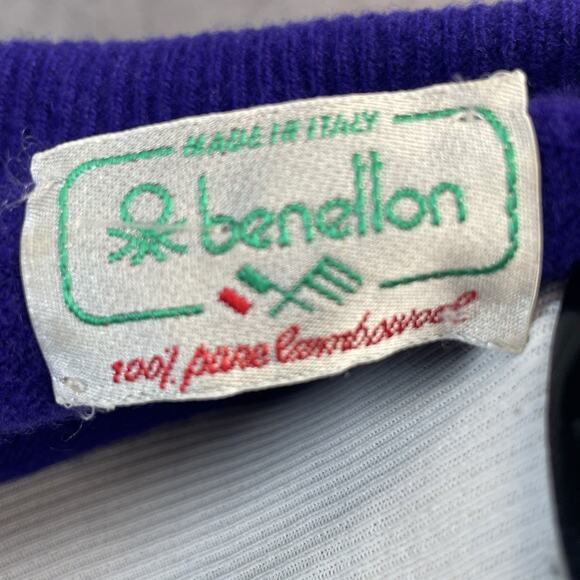 MADE IN ITALY
benetton
100% pure lambswool